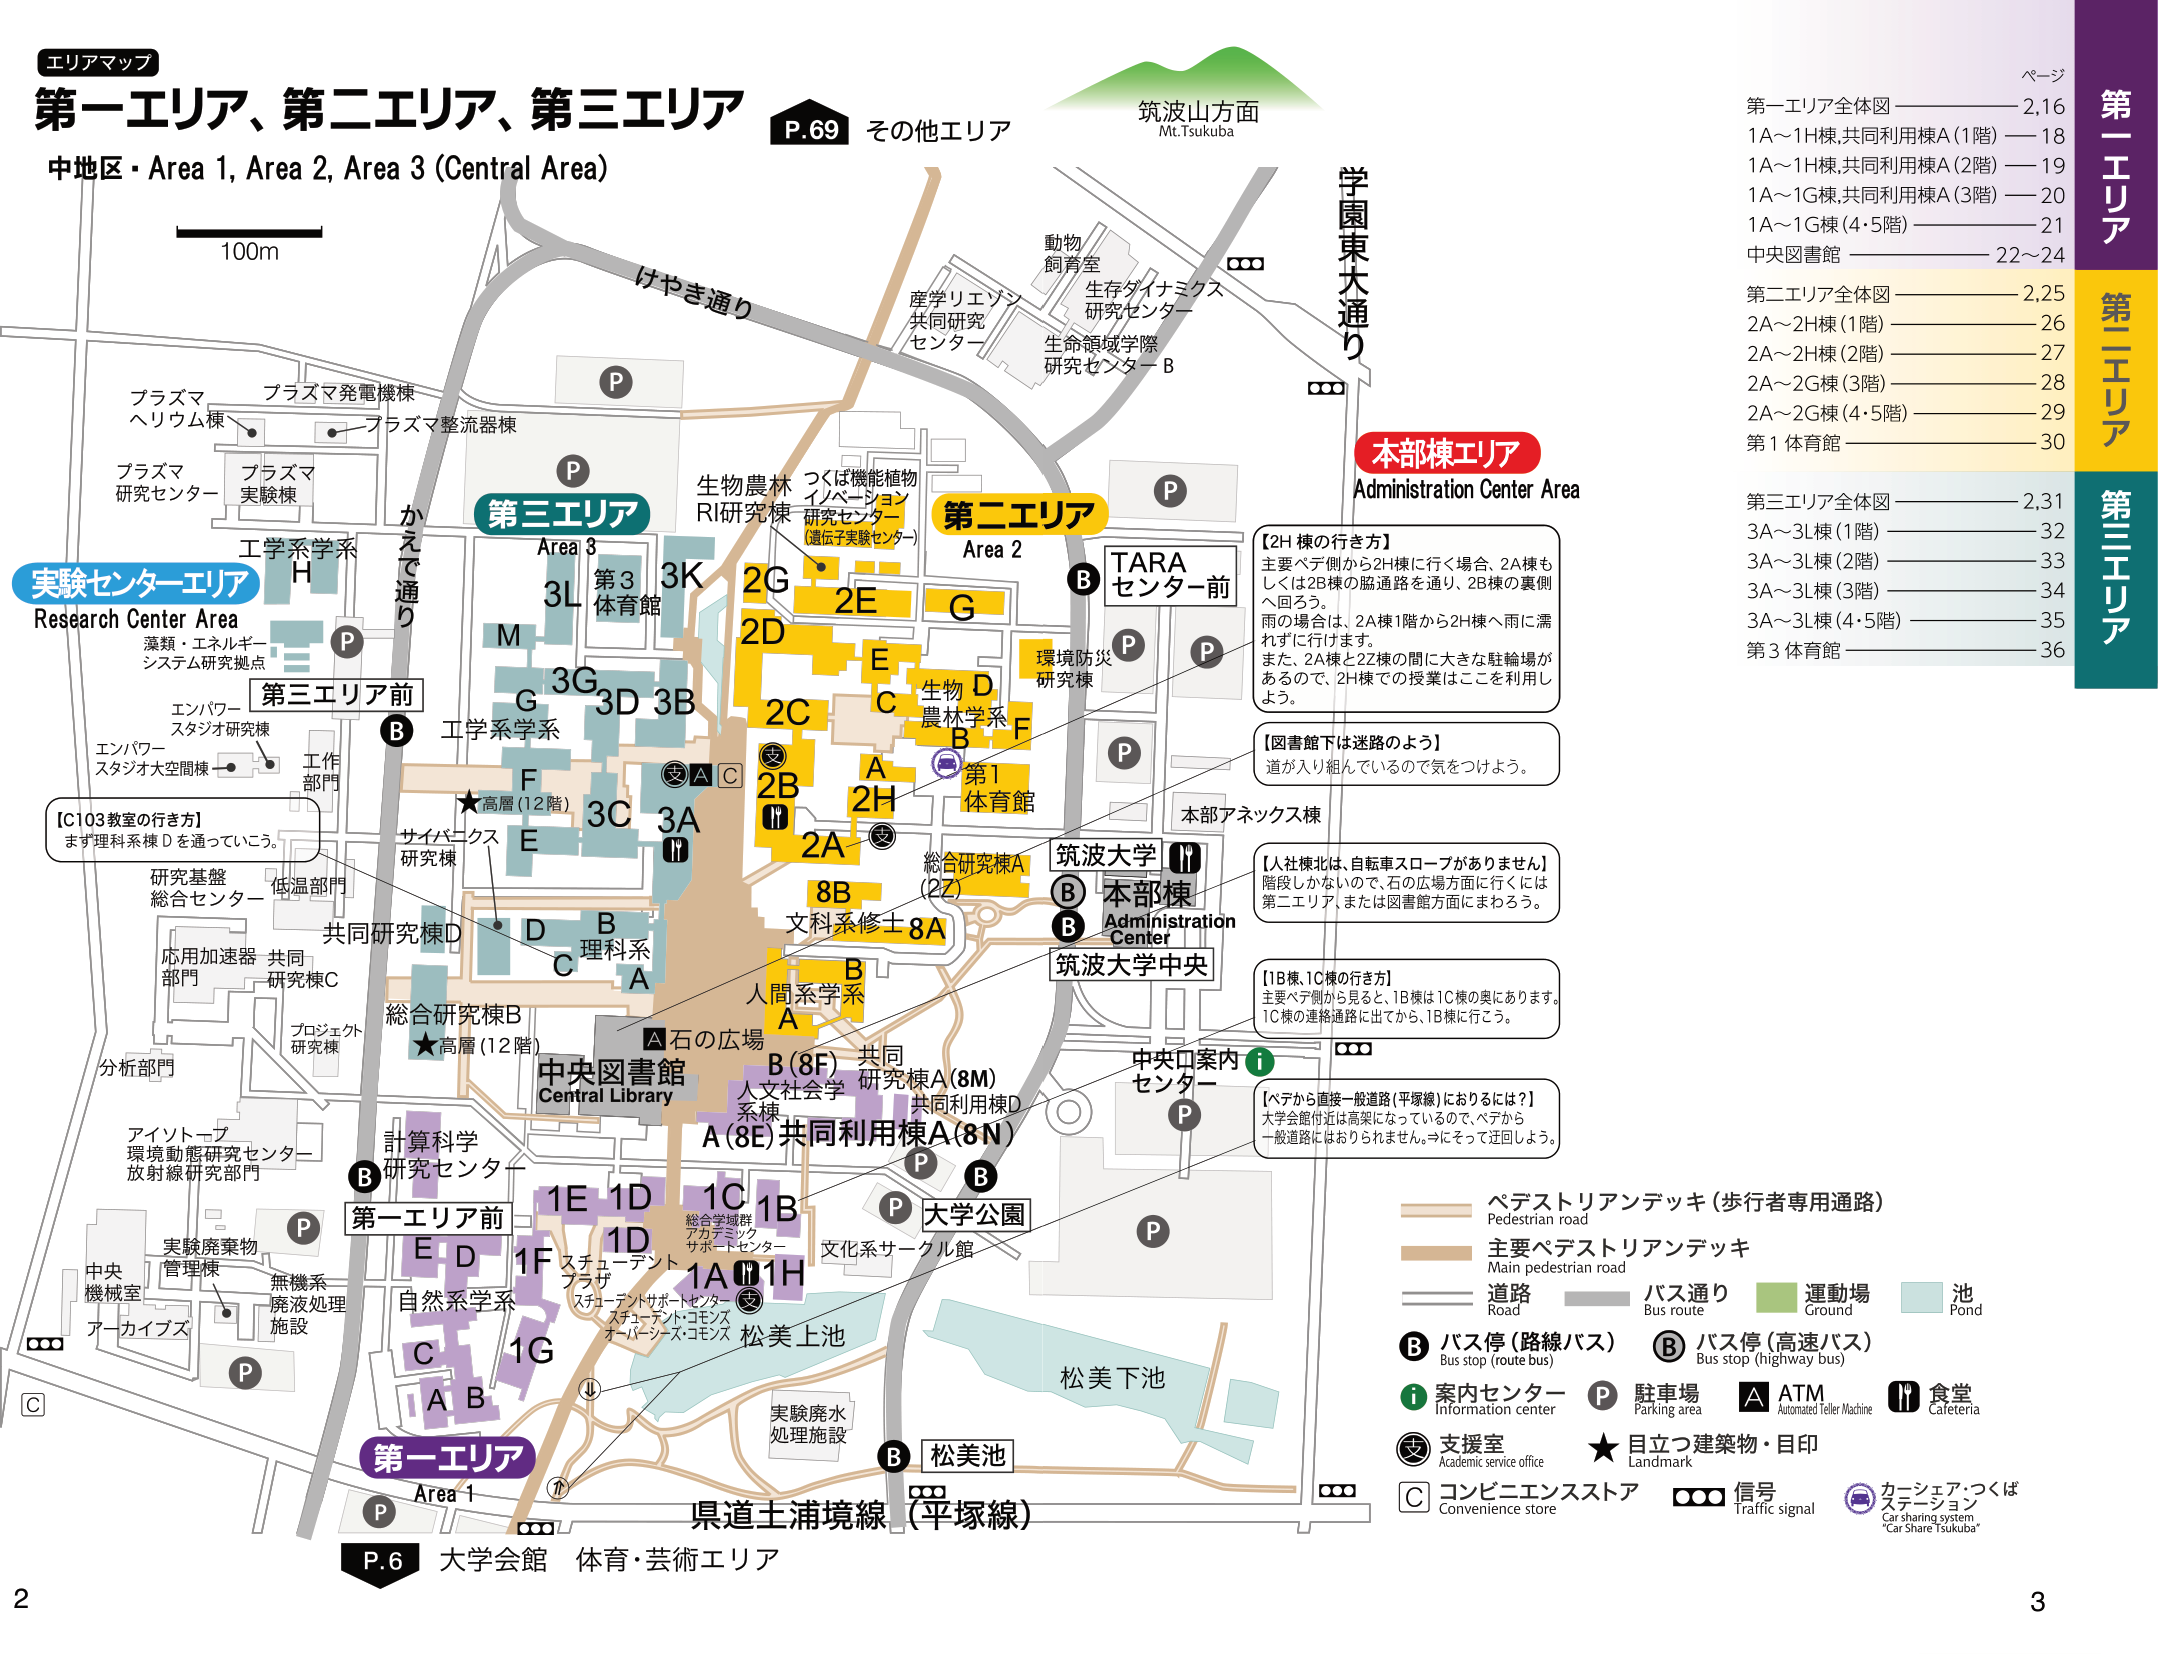 エリアマップ
第一エリア、第二エリア、第三エリア
中地区・Area 1, Area 2, Area 3 (Central Area)
P.69 その他エリア
筑波山方面
Mt.Tsukuba
100m
けやき通り
学園東大通り
かえで通り
動物
飼育室
生存ダイナミクス
研究センター
産学リエゾン
共同研究
センター
生命領域学際
研究センター B
プラズマ
ヘリウム棟
プラズマ発電機棟
プラズマ整流器棟
プラズマ
研究センター
プラズマ
実験棟
P
P
第三エリア
Area 3
生物農林
RI研究棟
つくば機能植物
イノベーション
研究センター
(遺伝子実験センター)
第二エリア
Area 2
P
本部棟エリア
Administration Center Area
工学系学系
H
実験センターエリア
Research Center Area
藻類・エネルギー
システム研究拠点
P
3L
第3
体育館
3K
2G
2E
G
B
TARA
センター前
M
2D
E
環境防災
研究棟
P
P
第三エリア前
B
3G
G
3D
3B
工学系学系
2C
C
生物・
農林学系
D
B
F
エンパワー
スタジオ研究棟
エンパワー
スタジオ大空間棟
工作
部門
支
A
C
支
2B
A
2H
第1
体育館
P
F
★高層(12階)
E
3C
3A
2A
支
本部アネックス棟
【C103教室の行き方】
まず理科系棟 D を通っていこう。
サイバニクス
研究棟
総合研究棟A
(2Z)
筑波大学
B
本部棟
Administration
Center
B
筑波大学中央
研究基盤
総合センター
低温部門
共同研究棟D
D
B
理科系
C
A
8B
文科系修士
8A
応用加速器
部門
共同
研究棟C
B
人間系学系
A
総合研究棟B
★高層(12階)
プロジェクト
研究棟
分析部門
A
石の広場
中央図書館
Central Library
B(8F)
人文社会学
系棟
A(8E)
共同
研究棟A(8M)
共同利用棟D
共同利用棟A(8N)
中央口案内
センター
i
P
アイソトープ
環境動態研究センター
放射線研究部門
計算科学
研究センター
B
第一エリア前
P
B
大学公園
P
P
1E
1D
1C
1B
総合学域群
アカデミック
サポートセンター
1D
1F
スチューデント
プラザ
1A
1H
支
文化系サークル館
スチューデントサポートセンター
スチューデント・コモンズ
オーバーシーズ・コモンズ
E
D
自然系学系
C
1G
A
B
P
実験廃棄物
管理棟
無機系
廃液処理
施設
中央
機械室
アーカイブズ
P
C
松美上池
松美下池
⇓
⇑
実験廃水
処理施設
B
松美池
第一エリア
Area 1
P
県道土浦境線（平塚線）
P.6 大学会館 体育・芸術エリア
【2H 棟の行き方】
主要ペデ側から2H棟に行く場合、2A棟も
しくは2B棟の脇通路を通り、2B棟の裏側
へ回ろう。
雨の場合は、2A棟1階から2H棟へ雨に濡
れずに行けます。
また、2A棟と2Z棟の間に大きな駐輪場が
あるので、2H棟での授業はここを利用し
よう。
【図書館下は迷路のよう】
道が入り組んでいるので気をつけよう。
【人社棟北は、自転車スロープがありません】
階段しかないので、石の広場方面に行くには
第二エリア、または図書館方面にまわろう。
【1B棟、1C棟の行き方】
主要ペデ側から見ると、1B棟は1C棟の奥にあります。
1C棟の連絡通路に出てから、1B棟に行こう。
【ペデから直接一般道路(平塚線)におりるには？】
大学会館付近は高架になっているので、ペデから
一般道路にはおりられません。⇒にそって迂回しよう。
ペデストリアンデッキ（歩行者専用通路）
Pedestrian road
主要ペデストリアンデッキ
Main pedestrian road
道路
Road
バス通り
Bus route
運動場
Ground
池
Pond
B バス停（路線バス）
Bus stop (route bus)
B バス停（高速バス）
Bus stop (highway bus)
i 案内センター
Information center
P 駐車場
Parking area
A ATM
Automated Teller Machine
食堂
Cafeteria
支 支援室
Academic service office
★ 目立つ建築物・目印
Landmark
C コンビニエンスストア
Convenience store
信号
Traffic signal
カーシェア・つくば
ステーション
Car sharing system
"Car Share Tsukuba"
ページ
第一エリア全体図 2,16
1A〜1H棟,共同利用棟A（1階） 18
1A〜1H棟,共同利用棟A（2階） 19
1A〜1G棟,共同利用棟A（3階） 20
1A〜1G棟（4・5階） 21
中央図書館 22〜24
第一エリア
第二エリア全体図 2,25
2A〜2H棟（1階） 26
2A〜2H棟（2階） 27
2A〜2G棟（3階） 28
2A〜2G棟（4・5階） 29
第1体育館 30
第二エリア
第三エリア全体図 2,31
3A〜3L棟（1階） 32
3A〜3L棟（2階） 33
3A〜3L棟（3階） 34
3A〜3L棟（4・5階） 35
第3体育館 36
第三エリア
2
3